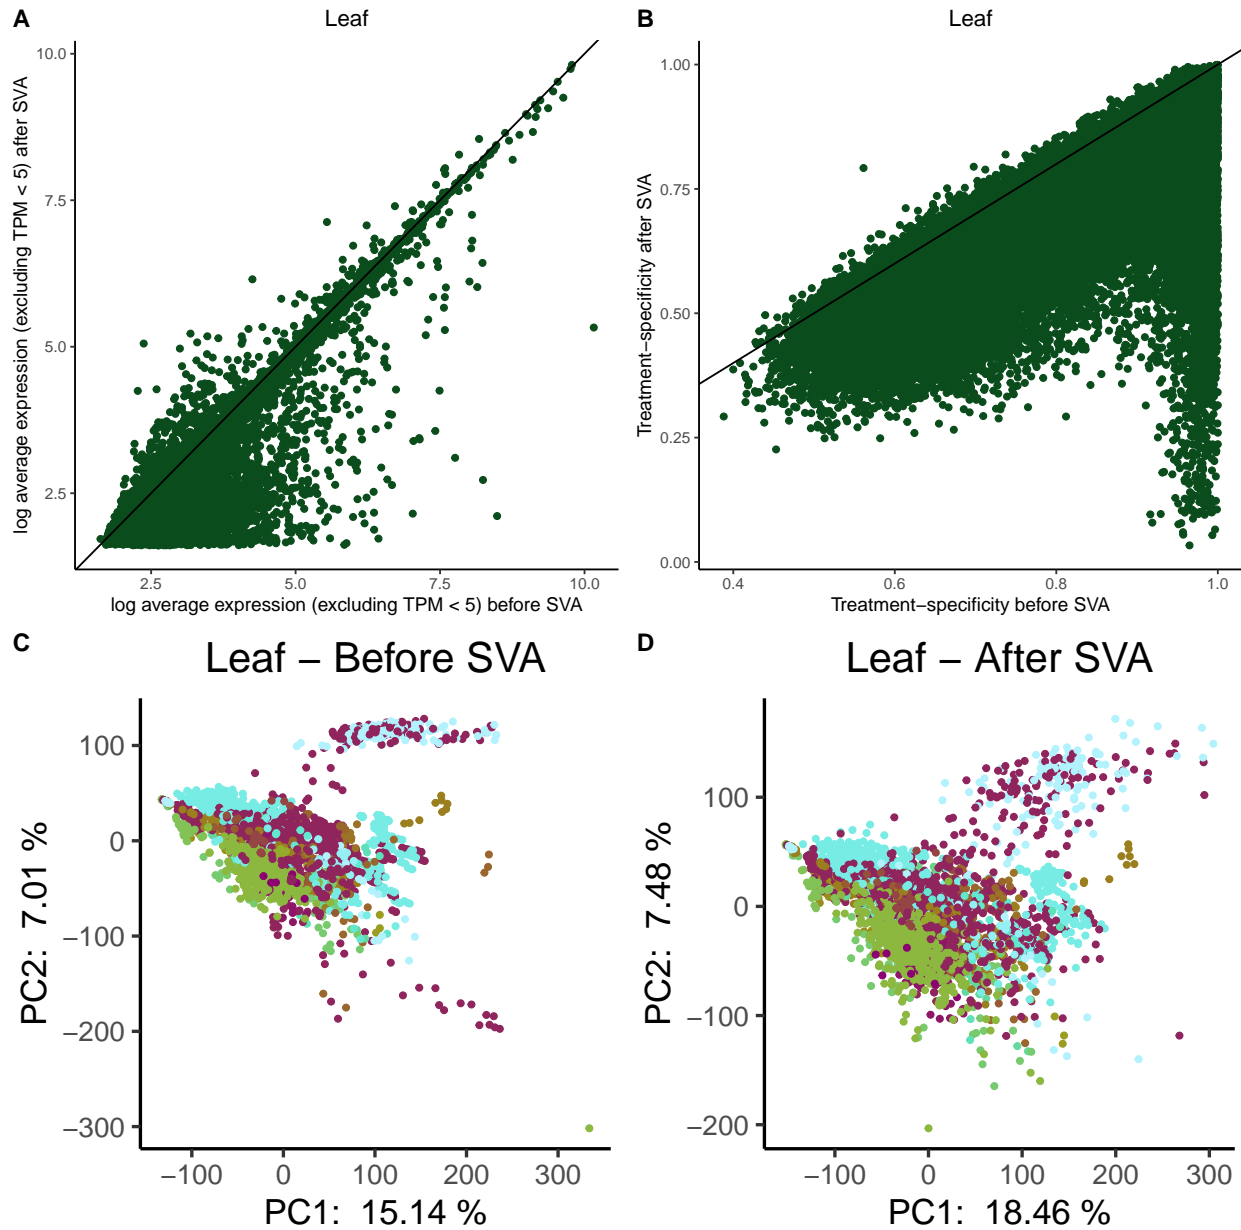 A
Leaf
log average expression (excluding TPM < 5) after SVA
10.0
7.5
5.0
2.5
2.5
5.0
7.5
10.0
log average expression (excluding TPM < 5) before SVA
B
Leaf
Treatment−specificity after SVA
1.00
0.75
0.50
0.25
0.00
0.4
0.6
0.8
1.0
Treatment−specificity before SVA
C
Leaf − Before SVA
PC2: 7.01 %
100
0
−100
−200
−300
−100
0
100
200
300
PC1: 15.14 %
D
Leaf − After SVA
PC2: 7.48 %
100
0
−100
−200
−100
0
100
200
300
PC1: 18.46 %